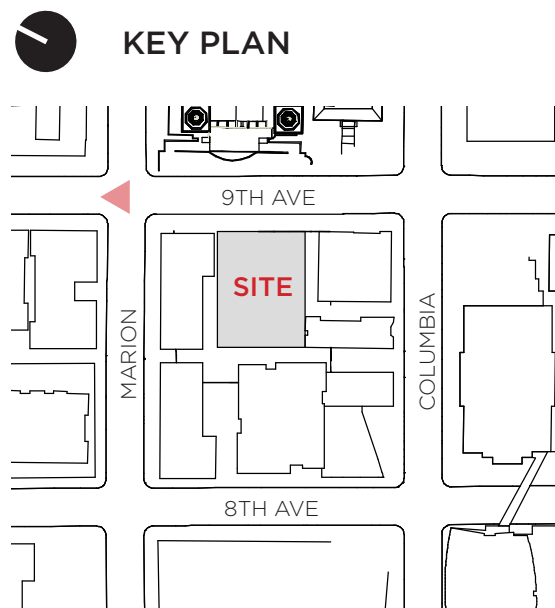 KEY PLAN
9TH AVE
SITE
MARION
COLUMBIA
8TH AVE